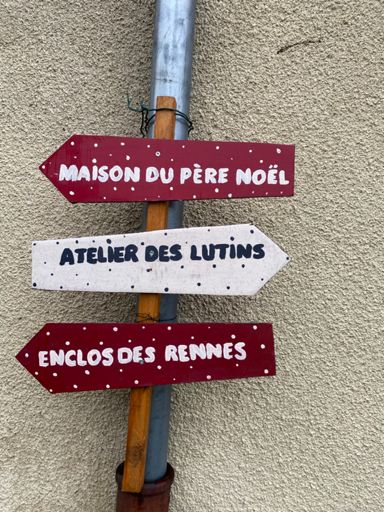 MAISON DU PÈRE NOËL
ATELIER DES LUTINS
ENCLOS DES RENNES